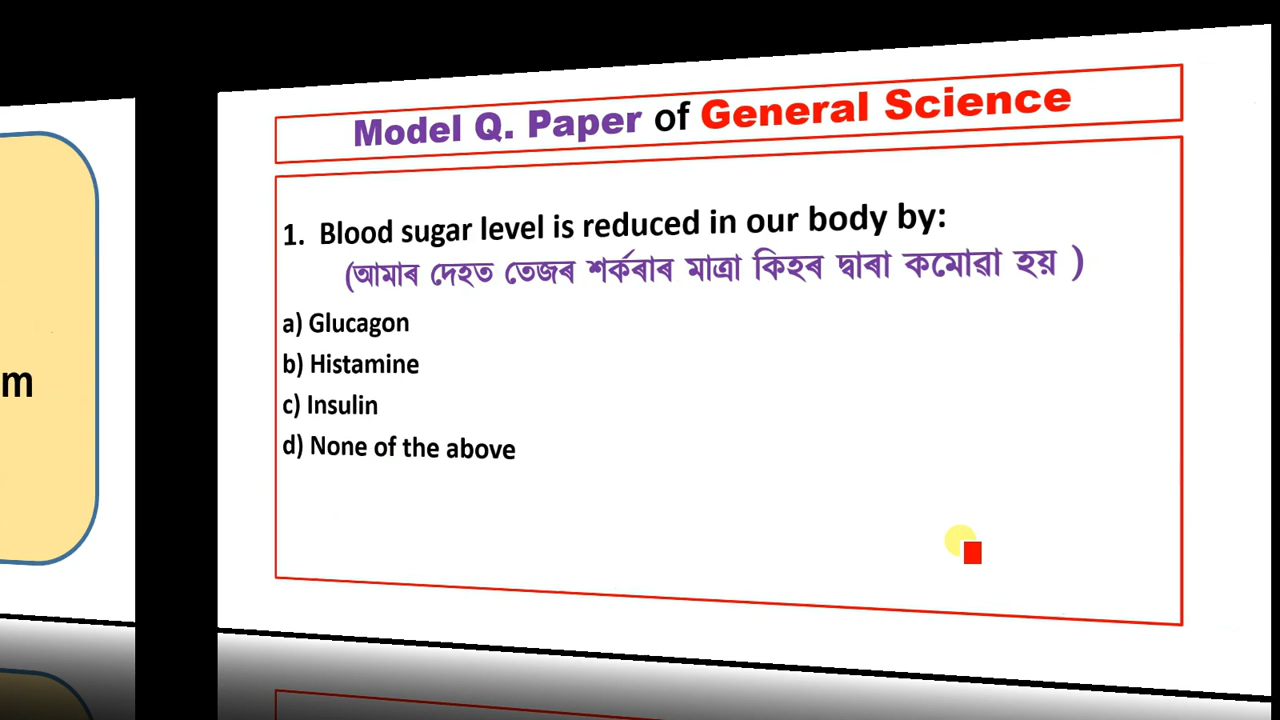 m
Model Q. Paper of General Science
1. Blood sugar level is reduced in our body by:
(আমাৰ দেহত তেজৰ শৰ্কৰাৰ মাত্ৰা কিহৰ দ্বাৰা কমোৱা হয় )
a) Glucagon
b) Histamine
c) Insulin
d) None of the above